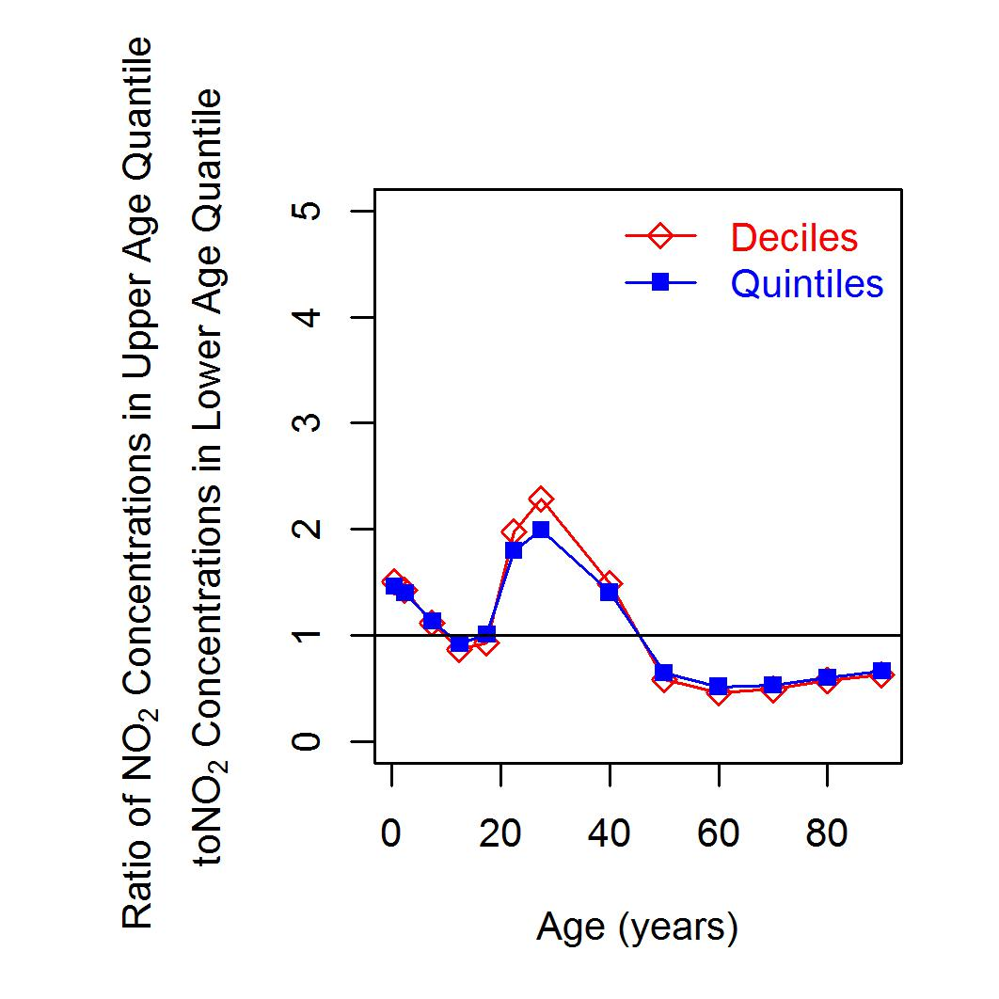 Ratio of NO₂ Concentrations in Upper Age Quantile
toNO₂ Concentrations in Lower Age Quantile
5
4
3
2
1
0
Deciles
Quintiles
0 20 40 60 80
Age (years)